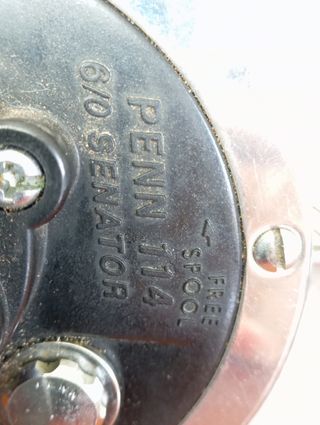 PENN 114
6/0 SENATOR
FREE
SPOOL